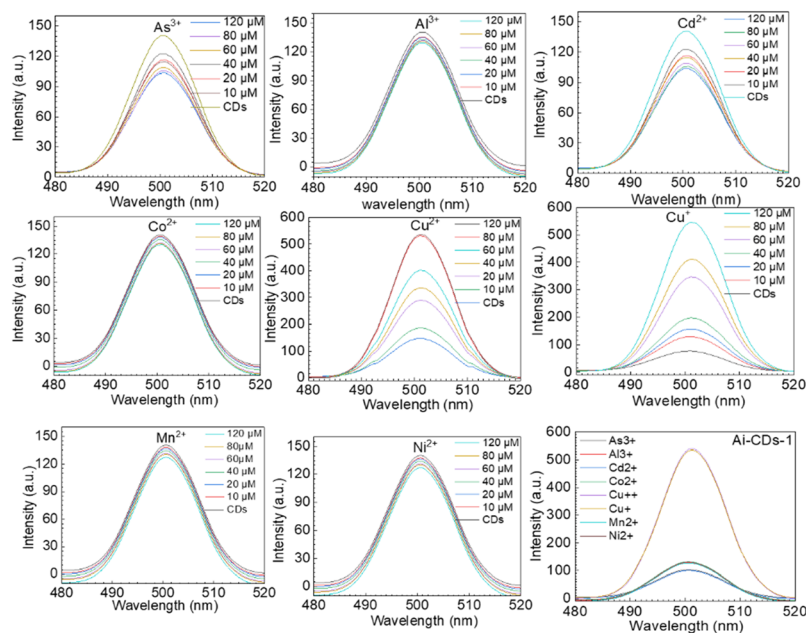 As3+
120 μM
80 μM
60 μM
40 μM
20 μM
10 μM
CDs
150
120
90
60
30
0
Intensity (a.u.)
480 490 500 510 520
Wavelength (nm)
Al3+
120 μM
80 μM
60 μM
40 μM
20 μM
10 μM
CDs
150
120
90
60
30
0
Intensity (a.u.)
480 490 500 510 520
wavelength (nm)
Cd2+
120 μM
80 μM
60 μM
40 μM
20 μM
10 μM
CDs
150
120
90
60
30
0
Intensity (a.u.)
480 490 500 510 520
Wavelength (nm)
Co2+
120 μM
80 μM
60 μM
40 μM
20 μM
10 μM
CDs
150
120
90
60
30
0
Intensity (a.u.)
480 490 500 510 520
Wavelength (nm)
Cu2+
120 μM
80 μM
60 μM
40 μM
20 μM
10 μM
CDs
600
500
400
300
200
100
0
Intensity (a.u.)
480 490 500 510 520
Wavelength (nm)
Cu+
120 μM
80 μM
60 μM
40 μM
20 μM
10 μM
CDs
600
500
400
300
200
100
0
Intensity (a.u.)
480 490 500 510 520
Wavelength (nm)
Mn2+
120 μM
80μM
60μM
40 μM
20 μM
10 μM
CDs
150
120
90
60
30
0
Intensity (a.u.)
480 490 500 510 520
Wavelength (nm)
Ni2+
120 μM
80 μM
60 μM
40 μM
20 μM
10 μM
CDs
150
120
90
60
30
0
Intensity (a.u.)
480 490 500 510 520
Wavelength (nm)
Ai-CDs-1
As3+
Al3+
Cd2+
Co2+
Cu++
Cu+
Mn2+
Ni2+
600
500
400
300
200
100
0
Intensity (a.u.)
480 490 500 510 520
Wavelength (nm)